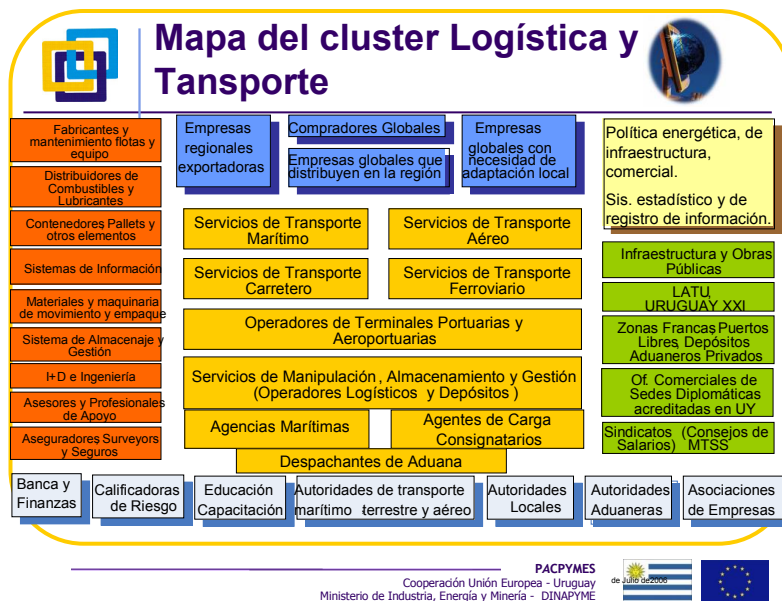 Mapa del cluster Logística y
Tansporte
Fabricantes y
mantenimiento flotas y
equipo
Distribuidores de
Combustibles y
Lubricantes
Contenedores, Pallets y
otros elementos
Sistemas de Información
Materiales y maquinaria
de movimiento y empaque
Sistema de Almacenaje y
Gestión
I+D e Ingeniería
Asesores y Profesionales
de Apoyo
Aseguradores, Surveyors
y Seguros
Empresas
regionales
exportadoras
Compradores Globales
Empresas globales que
distribuyen en la región
Empresas
globales con
necesidad de
adaptación local
Servicios de Transporte
Marítimo
Servicios de Transporte
Aéreo
Servicios de Transporte
Carretero
Servicios de Transporte
Ferroviario
Operadores de Terminales Portuarias y
Aeroportuarias
Servicios de Manipulación, Almacenamiento y Gestión
(Operadores Logísticos y Depósitos)
Agencias Marítimas
Agentes de Carga
Consignatarios
Despachantes de Aduana
Política energética, de
infraestructura,
comercial.
Sis. estadístico y de
registro de información.
Infraestructura y Obras
Públicas
LATU,
URUGUAY XXI
Zonas Francas, Puertos
Libres, Depósitos
Aduaneros Privados
Of. Comerciales de
Sedes Diplomáticas
acreditadas en UY
Sindicatos (Consejos de
Salarios) MTSS
Banca y
Finanzas
Calificadoras
de Riesgo
Educación
Capacitación
Autoridades de transporte
marítimo terrestre y aéreo
Autoridades
Locales
Autoridades
Aduaneras
Asociaciones
de Empresas
PACPYMES
Cooperación Unión Europea - Uruguay
Ministerio de Industria, Energía y Minería - DINAPYME
de Julio de 2006